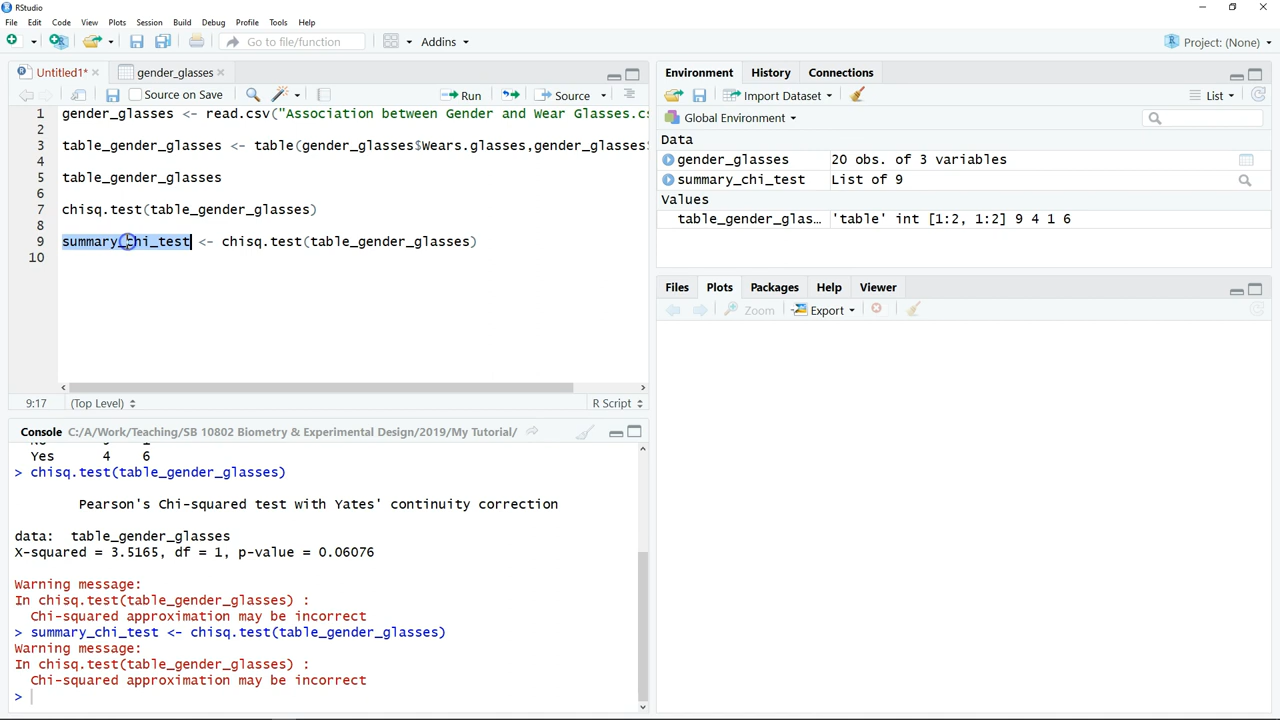 RStudio
File Edit Code View Plots Session Build Debug Profile Tools Help
Go to file/function Addins Project: (None)
Untitled1* gender_glasses
Source on Save Run Source
1 gender_glasses <- read.csv("Association between Gender and Wear Glasses.cs
2
3 table_gender_glasses <- table(gender_glasses$Wears.glasses,gender_glasses$
4
5 table_gender_glasses
6
7 chisq.test(table_gender_glasses)
8
9 summary_chi_test <- chisq.test(table_gender_glasses)
10
9:17 (Top Level) R Script
Console C:/A/Work/Teaching/SB 10802 Biometry & Experimental Design/2019/My Tutorial/
Yes 4 6
> chisq.test(table_gender_glasses)
Pearson's Chi-squared test with Yates' continuity correction
data: table_gender_glasses
X-squared = 3.5165, df = 1, p-value = 0.06076
Warning message:
In chisq.test(table_gender_glasses) :
Chi-squared approximation may be incorrect
> summary_chi_test <- chisq.test(table_gender_glasses)
Warning message:
In chisq.test(table_gender_glasses) :
Chi-squared approximation may be incorrect
>
Environment History Connections
Import Dataset List
Global Environment
Data
gender_glasses 20 obs. of 3 variables
summary_chi_test List of 9
Values
table_gender_glas… 'table' int [1:2, 1:2] 9 4 1 6
Files Plots Packages Help Viewer
Zoom Export